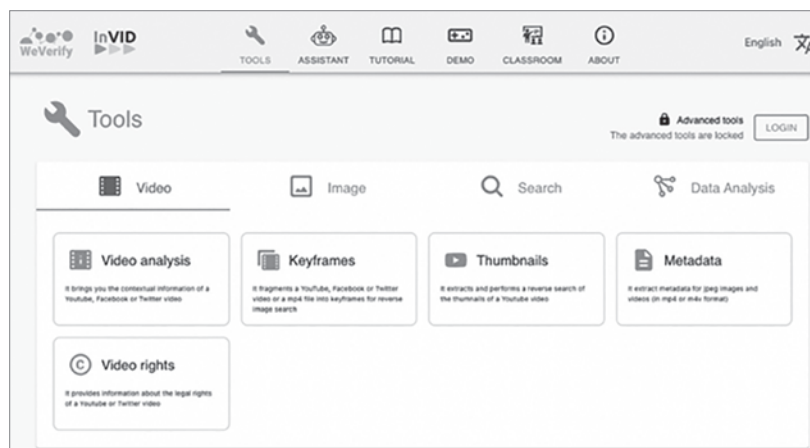 WeVerify InVID
TOOLS ASSISTANT TUTORIAL DEMO CLASSROOM ABOUT
English
Tools
Advanced tools
The advanced tools are locked
LOGIN
Video Image Search Data Analysis
Video analysis
It brings you the contextual information of a
Youtube, Facebook or Twitter video
Keyframes
It fragments a YouTube, Facebook or Twitter
video or a mp4 file into keyframes for reverse
image search
Thumbnails
It extracts and performs a reverse search of
the thumnails of a Youtube video
Metadata
It extract metadata for jpeg images and
videos (in mp4 or m4v format)
Video rights
It provides information about the legal rights
of a Youtube or Twitter video